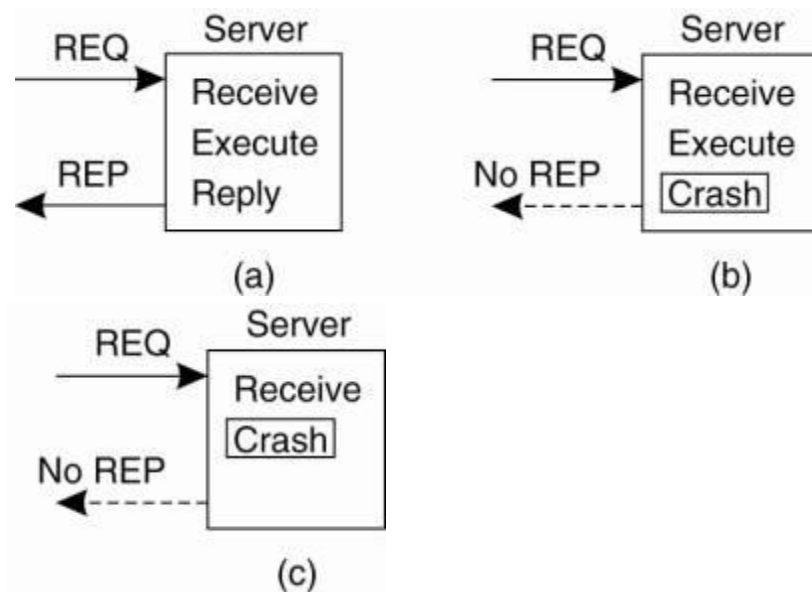 Server
REQ
Receive
Execute
REP
Reply
(a)
Server
REQ
Receive
Execute
No REP
Crash
(b)
Server
REQ
Receive
Crash
No REP
(c)